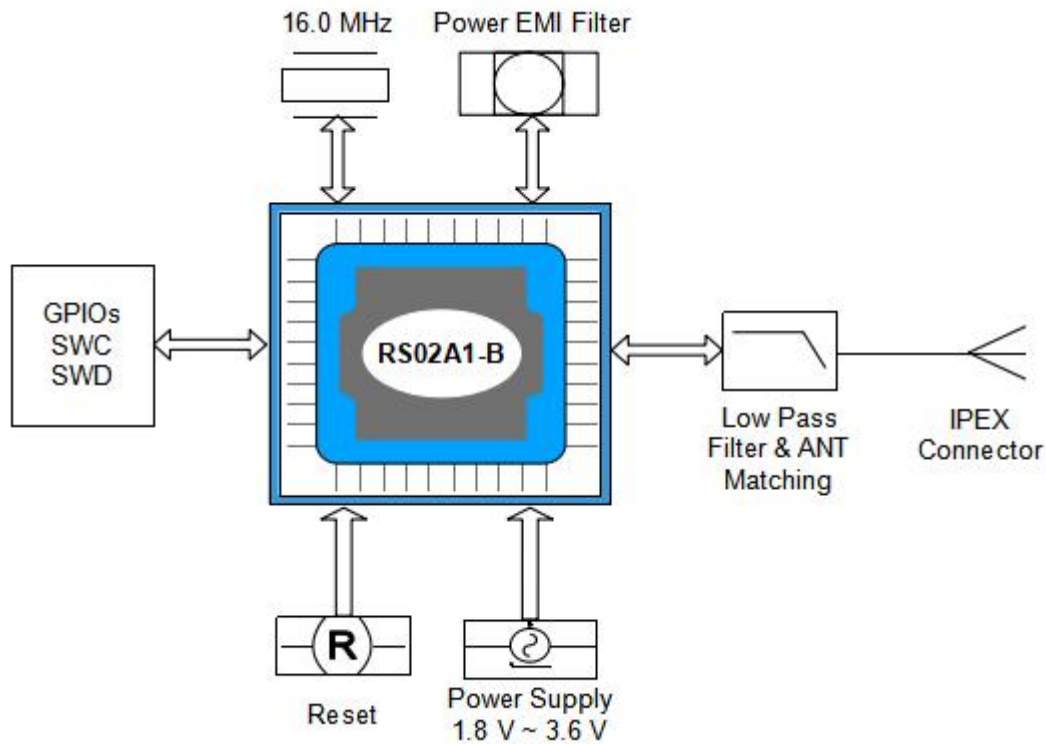 16.0 MHz
Power EMI Filter
GPIOs
SWC
SWD
RS02A1-B
Low Pass
Filter & ANT
Matching
IPEX
Connector
R
Reset
Power Supply
1.8 V ~ 3.6 V